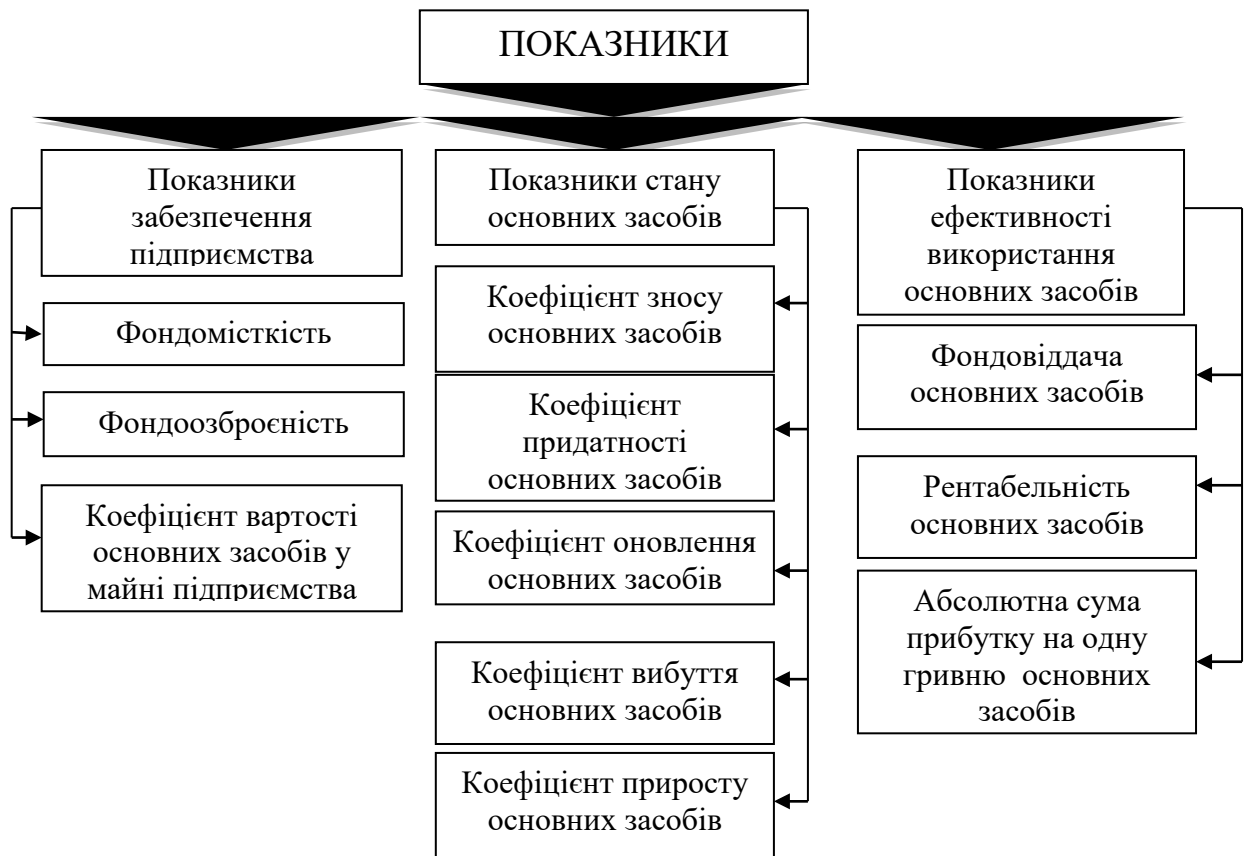 ПОКАЗНИКИ
Показники
забезпечення
підприємства
Фондомісткість
Фондоозброєність
Коефіцієнт вартості
основних засобів у
майні підприємства
Показники стану
основних засобів
Коефіцієнт зносу
основних засобів
Коефіцієнт
придатності
основних засобів
Коефіцієнт оновлення
основних засобів
Коефіцієнт вибуття
основних засобів
Коефіцієнт приросту
основних засобів
Показники
ефективності
використання
основних засобів
Фондовіддача
основних засобів
Рентабельність
основних засобів
Абсолютна сума
прибутку на одну
гривню основних
засобів